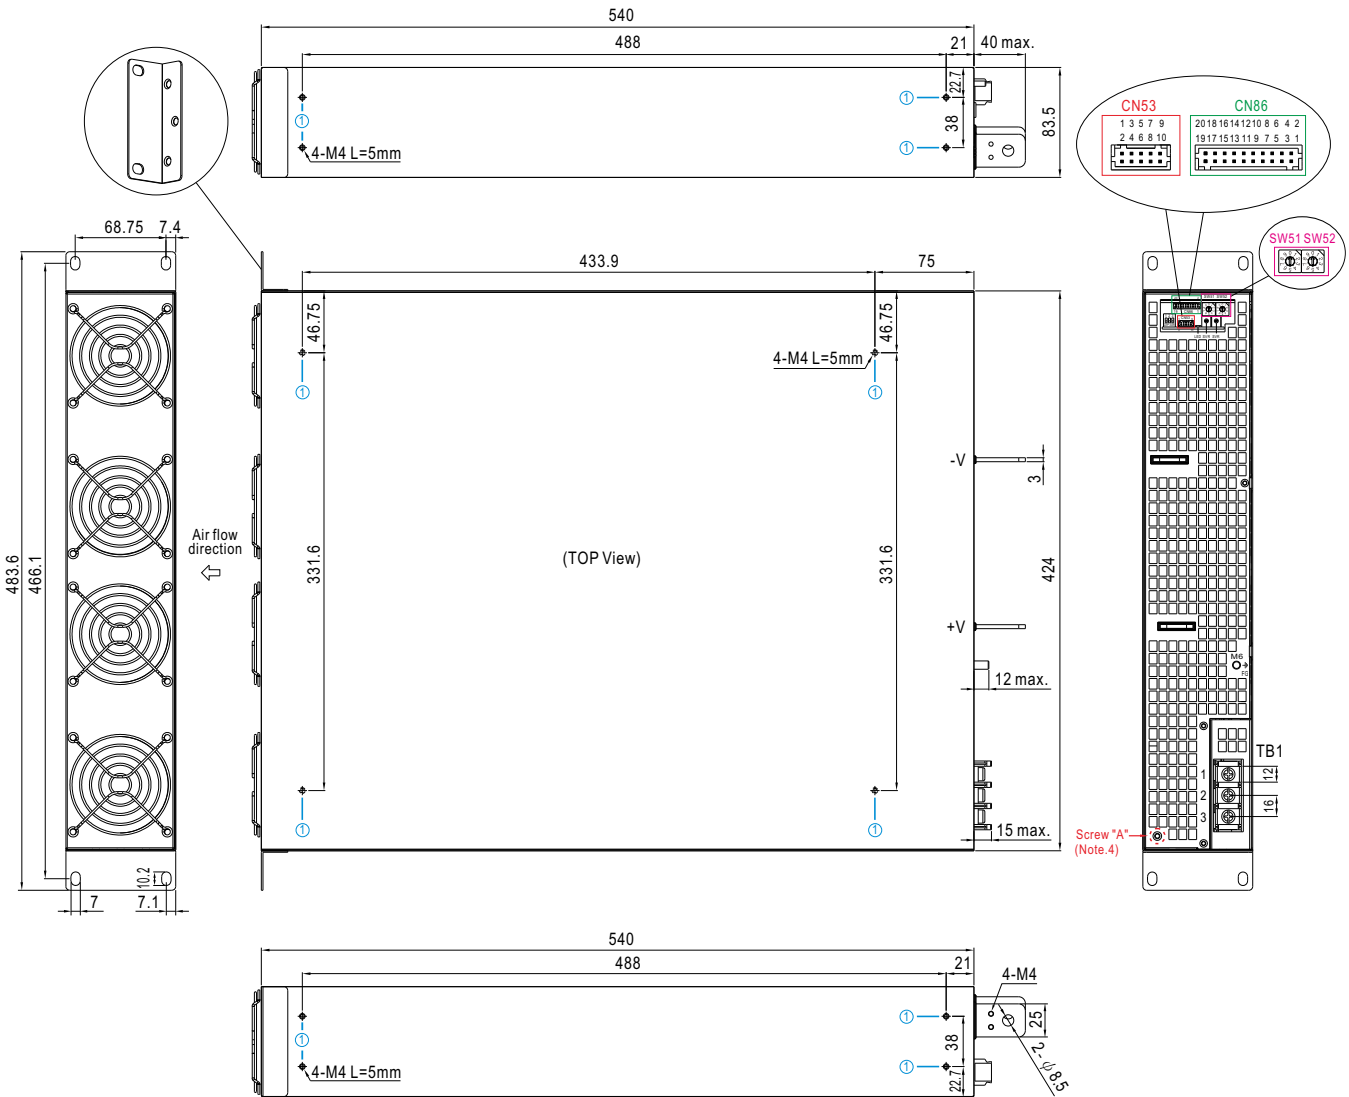 540
488
21
40 max.
22.7
38
83.5
①
①
①
4-M4 L=5mm
CN53
1 3 5 7 9
2 4 6 8 10
CN86
20 18 16 14 12 10 8 6 4 2
19 17 15 13 11 9 7 5 3 1
SW51 SW52
68.75
7.4
483.6
466.1
10.2
7
7.1
Air flow
direction
433.9
75
46.75
46.75
4-M4 L=5mm
①
①
331.6
331.6
(TOP View)
-V
3
424
+V
12 max.
15 max.
①
①
M6
FG
TB1
1
2
3
12
16
Screw "A"
(Note.4)
540
488
21
4-M4
①
①
①
38
22.7
25
2- ϕ 8.5
4-M4 L=5mm